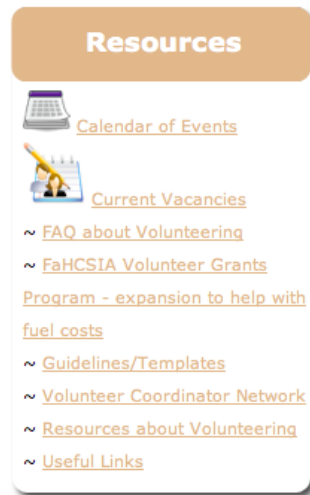 Resources
Calendar of Events
Current Vacancies
~ FAQ about Volunteering
~ FaHCSIA Volunteer Grants
Program - expansion to help with
fuel costs
~ Guidelines/Templates
~ Volunteer Coordinator Network
~ Resources about Volunteering
~ Useful Links